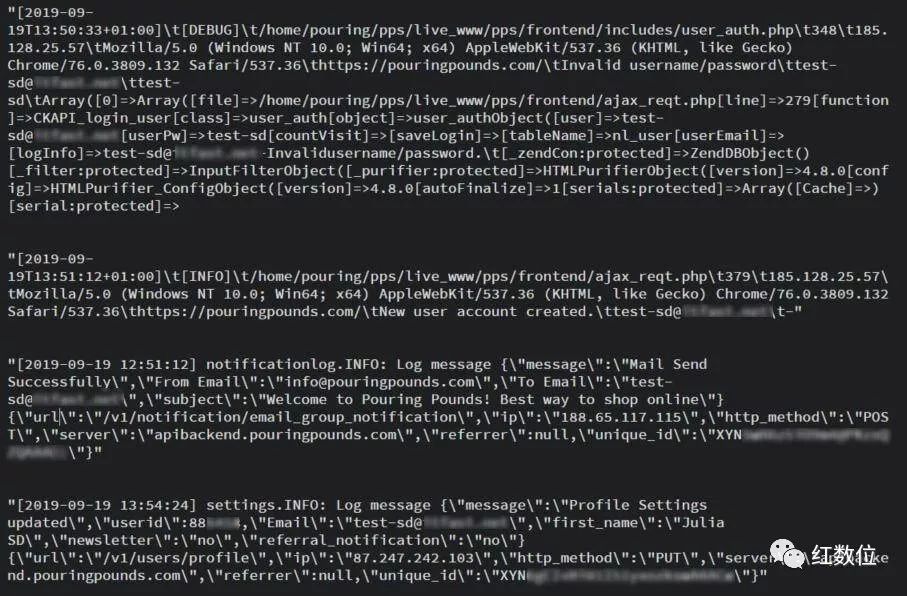 "[2019-09-
19T13:50:33+01:00]\t[DEBUG]\t/home/pouring/pps/live_www/pps/frontend/includes/user_auth.php\t348\t185.
128.25.57\tMozilla/5.0 (Windows NT 10.0; Win64; x64) AppleWebKit/537.36 (KHTML, like Gecko)
Chrome/76.0.3809.132 Safari/537.36\thttps://pouringpounds.com/\tInvalid username/password\ttest-
sd@ \ttest-
sd\tArray([0]=>Array([file]=>/home/pouring/pps/live_www/pps/frontend/ajax_reqt.php[line]=>279[function
]=>CKAPI_login_user[class]=>user_auth[object]=>user_authObject([user]=>test-
sd@ [userPw]=>test-sd[countVisit]=>[saveLogin]=>[tableName]=>nl_user[userEmail]=>
[logInfo]=>test-sd@ -Invalidusername/password.\t[_zendCon:protected]=>ZendDBObject()
[_filter:protected]=>InputFilterObject([_purifier:protected]=>HTMLPurifierObject([version]=>4.8.0[conf
ig]=>HTMLPurifier_ConfigObject([version]=>4.8.0[autoFinalize]=>1[serials:protected]=>Array([Cache]=>)
[serial:protected]=>
"[2019-09-
19T13:51:12+01:00]\t[INFO]\t/home/pouring/pps/live_www/pps/frontend/ajax_reqt.php\t379\t185.128.25.57\
tMozilla/5.0 (Windows NT 10.0; Win64; x64) AppleWebKit/537.36 (KHTML, like Gecko) Chrome/76.0.3809.132
Safari/537.36\thttps://pouringpounds.com/\tNew user account created.\ttest-sd@ \t-"
"[2019-09-19 12:51:12] notificationlog.INFO: Log message {\"message\":\"Mail Send
Successfully\",\"From Email\":\"info@pouringpounds.com\",\"To Email\":\"test-
sd@ \",\"subject\":\"Welcome to Pouring Pounds! Best way to shop online\"}
{\"url\":\"/v1/notification/email_group_notification\",\"ip\":\"188.65.117.115\",\"http_method\":\"POS
T\",\"server\":\"apibackend.pouringpounds.com\",\"referrer\":null,\"unique_id\":\"XYN
\"}"
"[2019-09-19 13:54:24] settings.INFO: Log message {\"message\":\"Profile Settings
updated\",\"userid\":88 ,\"Email\":\"test-sd@ \",\"first_name\":\"Julia
SD\",\"newsletter\":\"no\",\"referral_notification\":\"no\"}
{\"url\":\"/v1/users/profile\",\"ip\":\"87.247.242.103\",\"http_method\":\"PUT\",\"server
nd.pouringpounds.com\",\"referrer\":null,\"unique_id\":\"XYN \"}"
红数位